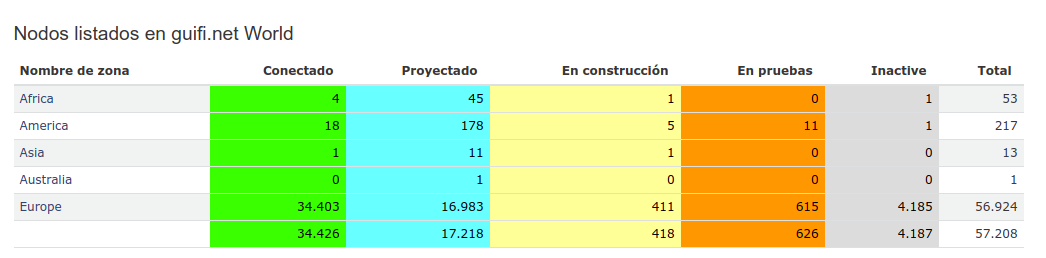 Nodos listados en guifi.net World
Nombre de zona Conectado Proyectado En construcción En pruebas Inactive Total
Africa 4 45 1 0 1 53
America 18 178 5 11 1 217
Asia 1 11 1 0 0 13
Australia 0 1 0 0 0 1
Europe 34.403 16.983 411 615 4.185 56.924
34.426 17.218 418 626 4.187 57.208